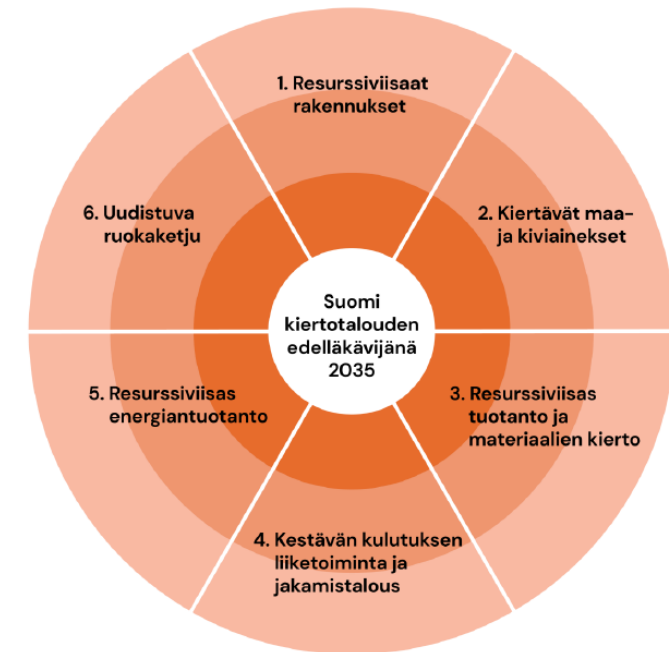 1. Resurssiviisaat
rakennukset
2. Kiertävät maa-
ja kiviainekset
3. Resurssiviisas
tuotanto ja
materiaalien kierto
4. Kestävän kulutuksen
liiketoiminta ja
jakamistalous
5. Resurssiviisas
energiantuotanto
6. Uudistuva
ruokaketju
Suomi
kiertotalouden
edelläkävijänä
2035